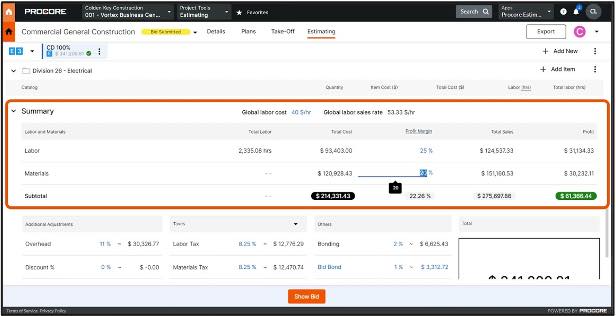 PROCORE
Golden Key Construction
001 - Vortex Business Cen...
Project Tools
Estimating
Favorites
Search
Apps
Procore Estim...
Commercial General Construction
Bid Submitted
Details
Plans
Take-Off
Estimating
Export
C
CD 100%
Add New
Division 26 - Electrical
Add Item
Catalog
Quantity
Item Cost ($)
Total Cost ($)
Labor (hrs)
Total labor (hrs)
Summary
Global labor cost 40 $/hr
Global labor sales rate 53.33 $/hr
Labor and Materials
Total Labor
Total Cost
Profit Margin
Total Sales
Profit
Labor
2,335.06 hrs
$ 93,403.00
25 %
$ 124,537.33
$ 31,134.33
Materials
--
$ 120,928.43
20 %
$ 151,160.53
$ 30,232.11
20
Subtotal
--
$ 214,331.43
22.26 %
$ 275,697.86
$ 61,366.44
Additional Adjustments
Taxes
Others
Total
Overhead
11 % ~ $ 30,326.77
Labor Tax
8.25 % ~ $ 12,776.29
Bonding
2% ~ $ 6,625.43
Discount %
0 % ~ $ -0.00
Materials Tax
8.25 % ~ $ 12,470.74
Bid Bond
1% ~ $ 3,312.72
Show Bid
Terms of Service. Privacy Policy.
POWERED BY PROCORE